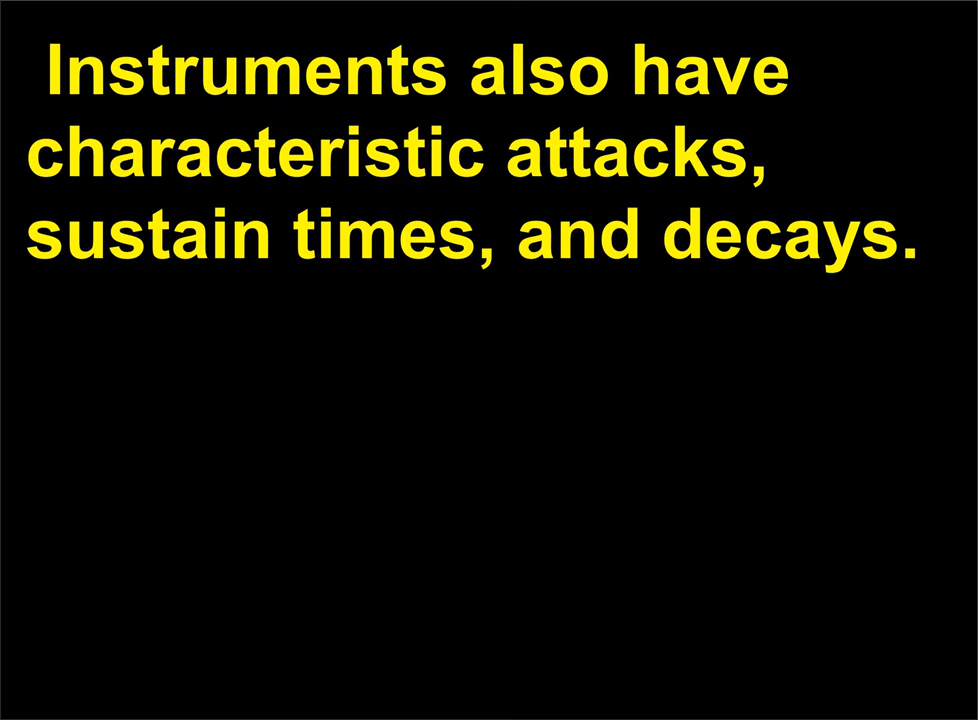 Instruments also have
characteristic attacks,
sustain times, and decays.